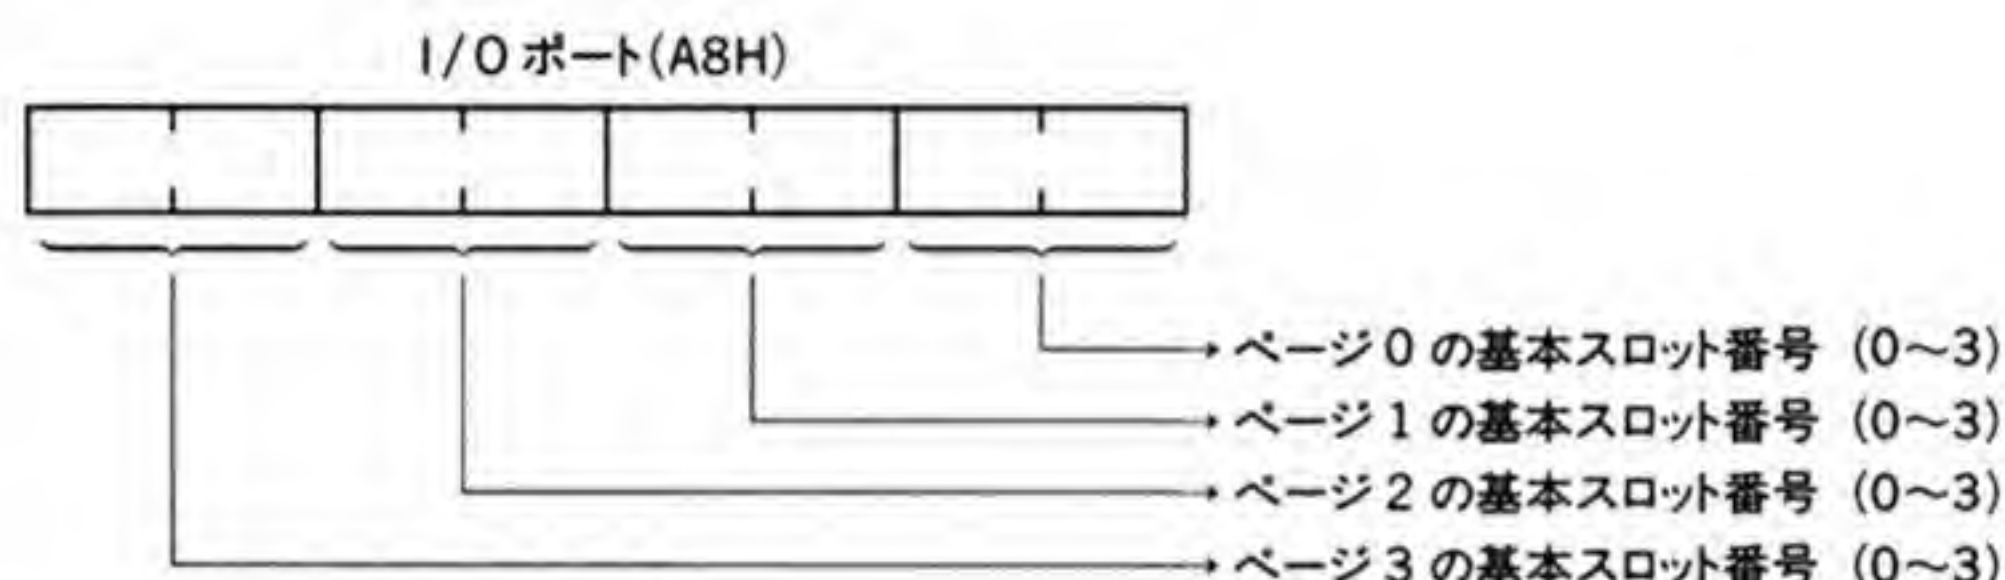 I/O ポート(A8H)
ページ 0 の基本スロット番号 (0〜3)
ページ 1 の基本スロット番号 (0〜3)
ページ 2 の基本スロット番号 (0〜3)
ページ 3 の基本スロット番号 (0〜3)